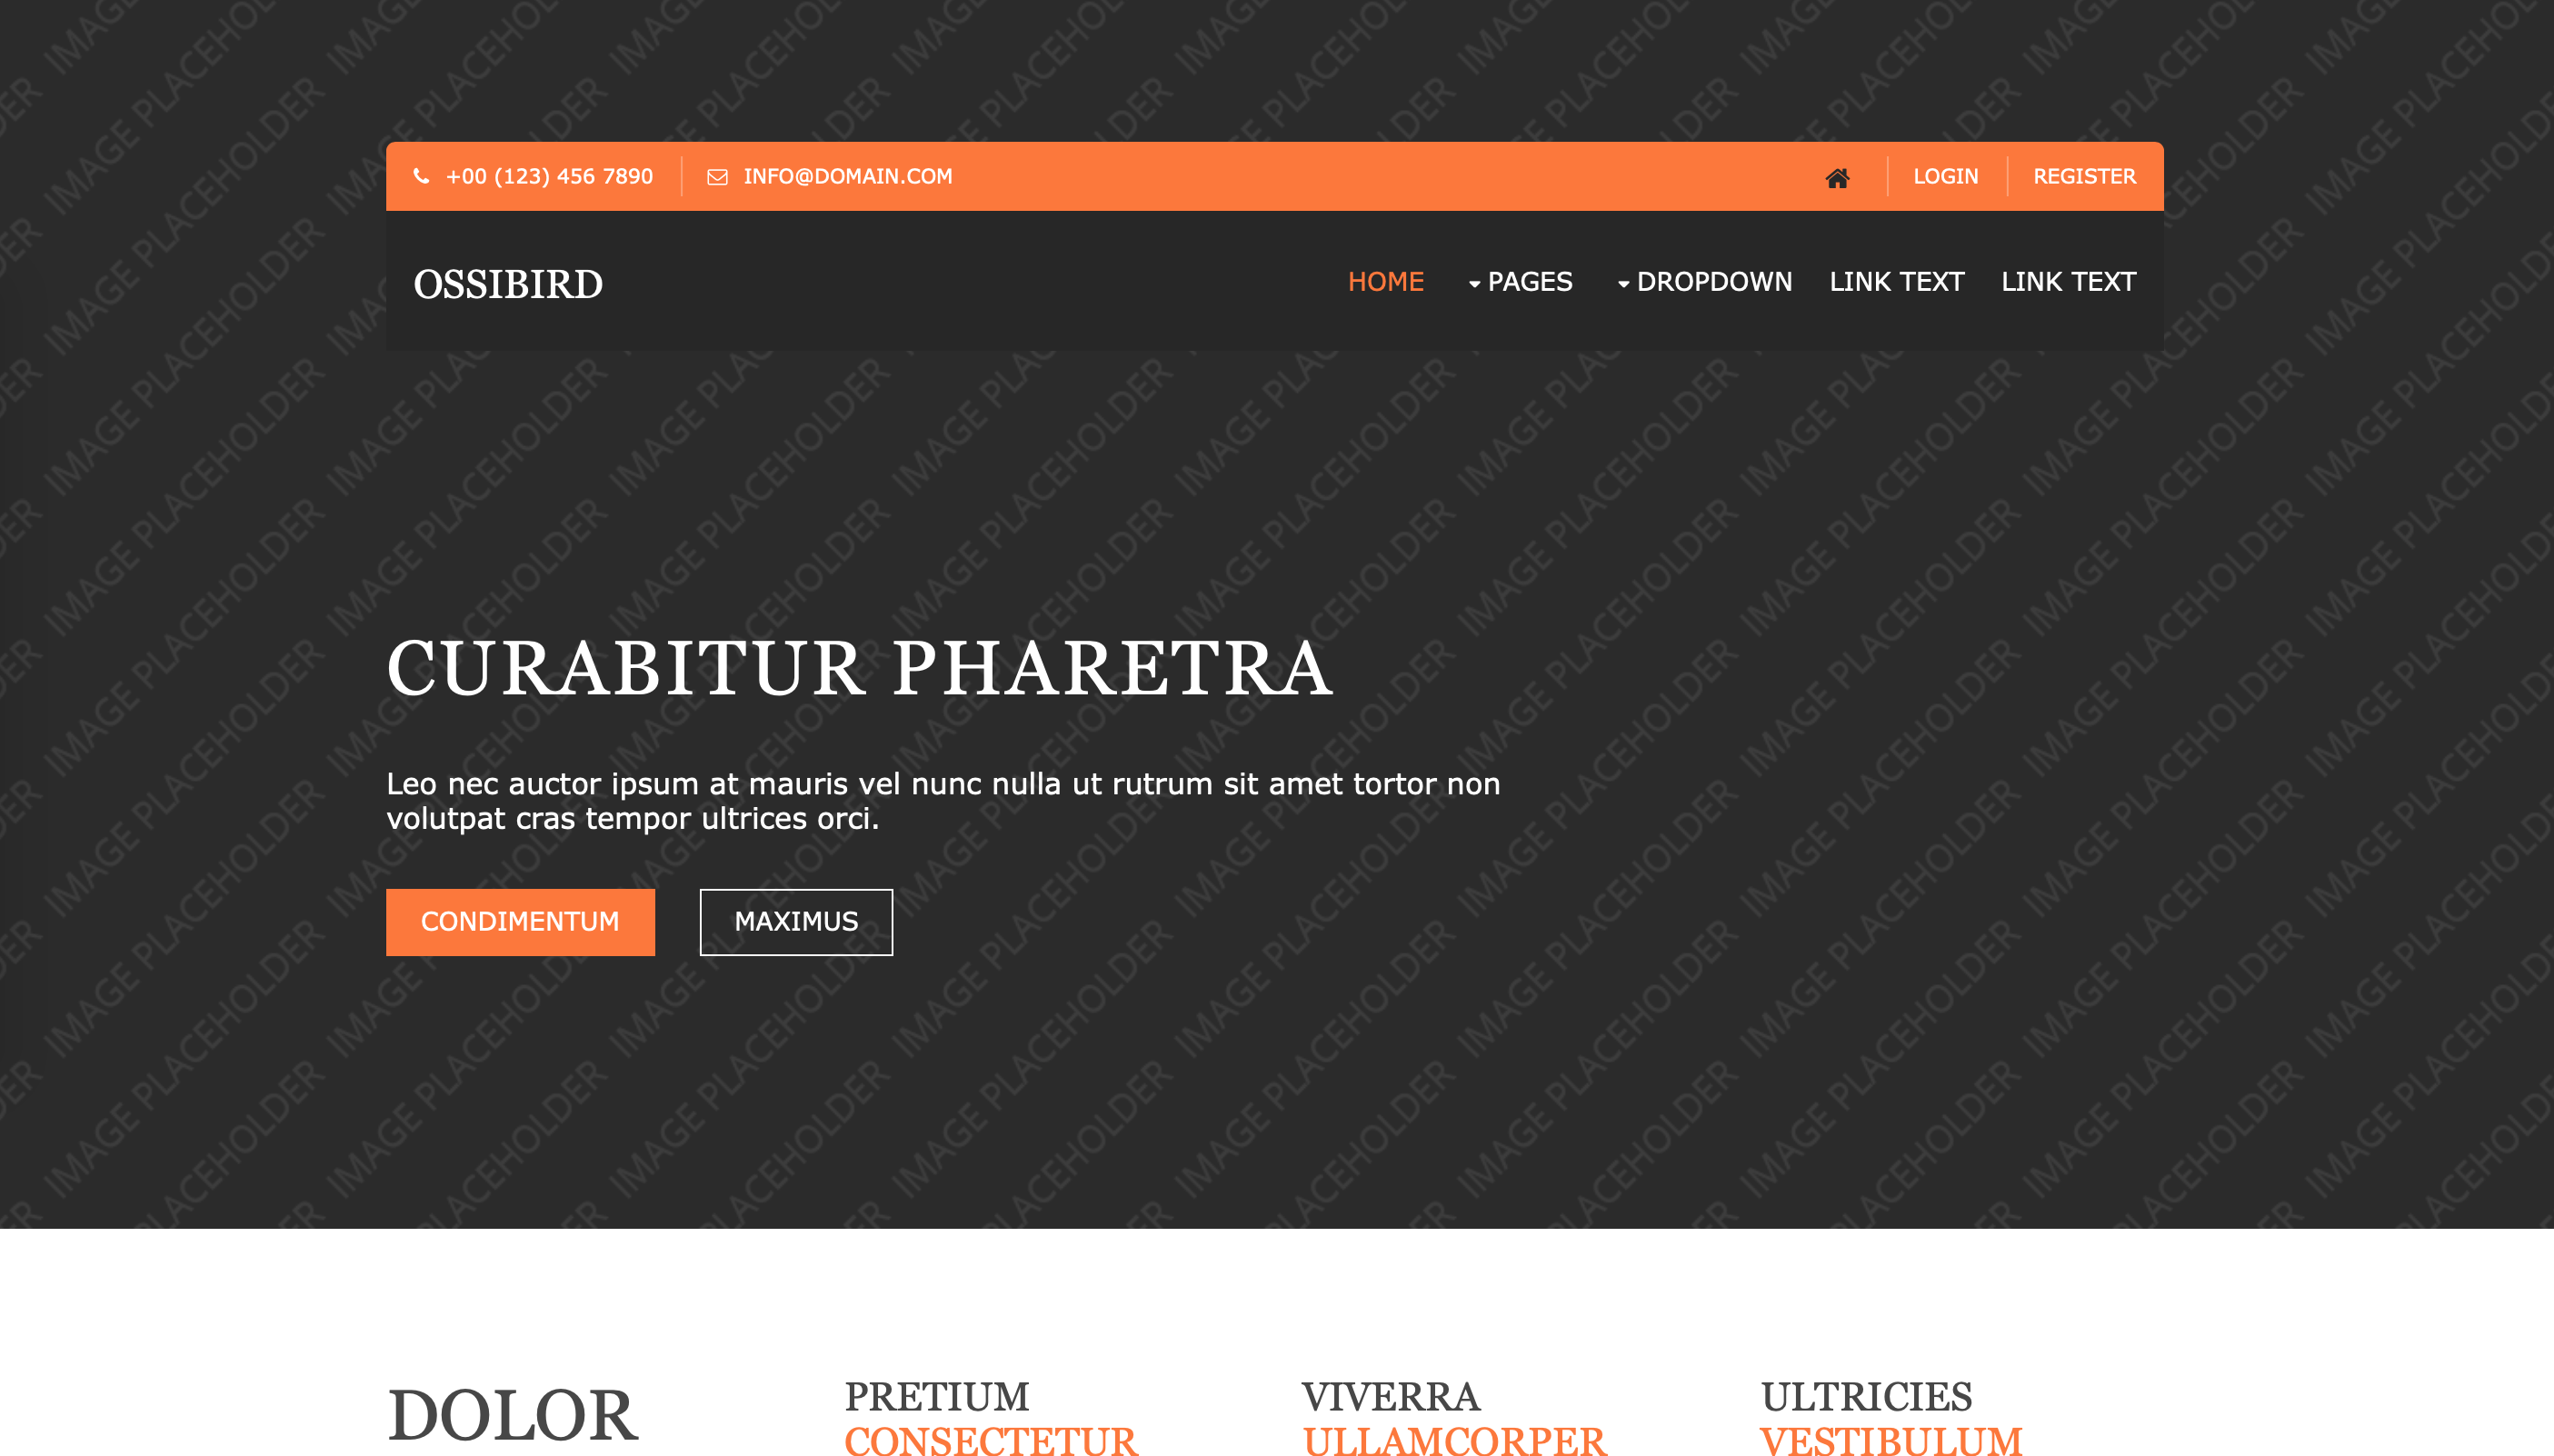 +00 (123) 456 7890 INFO@DOMAIN.COM LOGIN REGISTER
OSSIBIRD HOME PAGES DROPDOWN LINK TEXT LINK TEXT
CURABITUR PHARETRA
Leo nec auctor ipsum at mauris vel nunc nulla ut rutrum sit amet tortor non
volutpat cras tempor ultrices orci.
CONDIMENTUM MAXIMUS
IMAGE PLACEHOLDER
DOLOR
PRETIUM
CONSECTETUR
VIVERRA
ULLAMCORPER
ULTRICIES
VESTIBULUM